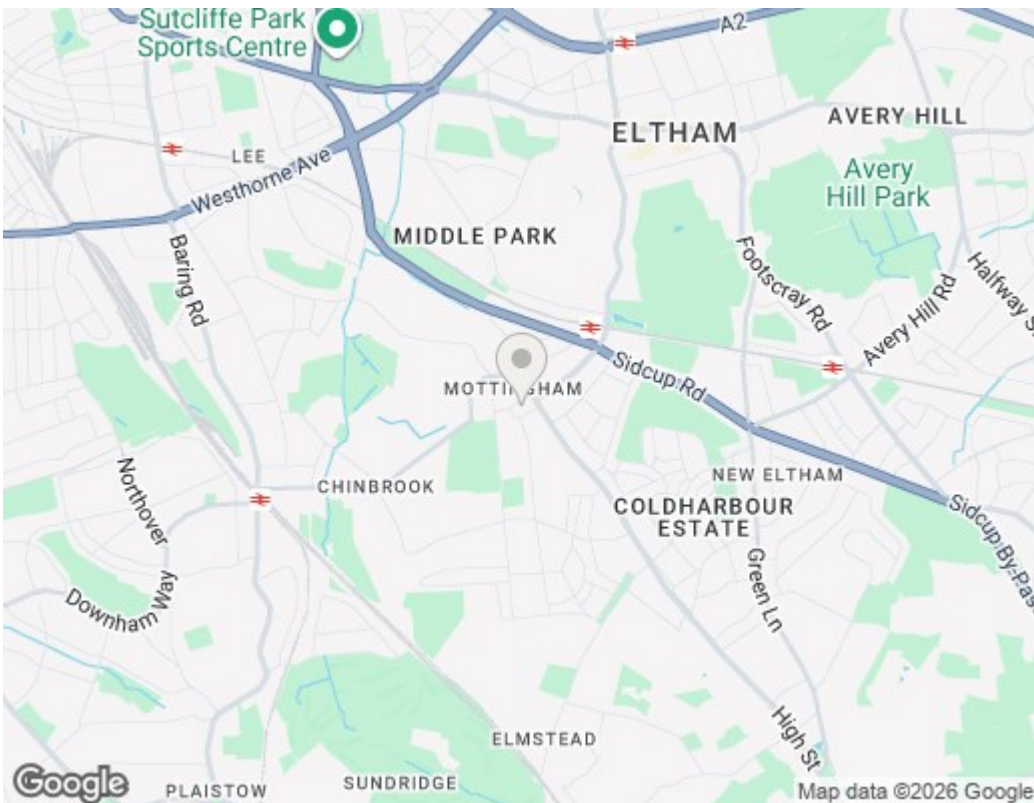 Sutcliffe Park
Sports Centre
A2
ELTHAM
AVERY HILL
LEE
Westhorne Ave
Avery
Hill Park
MIDDLE PARK
Baring Rd
Footscray Rd
Halfway S
Avery Hill Rd
Sidcup Rd
MOTTINGHAM
Northover
CHINBROOK
NEW ELTHAM
COLDHARBOUR
ESTATE
Sidcup By-Pas
Green Ln
Downham Way
High St
ELMSTEAD
SUNDRIDGE
PLAISTOW
Google
Map data ©2026 Google